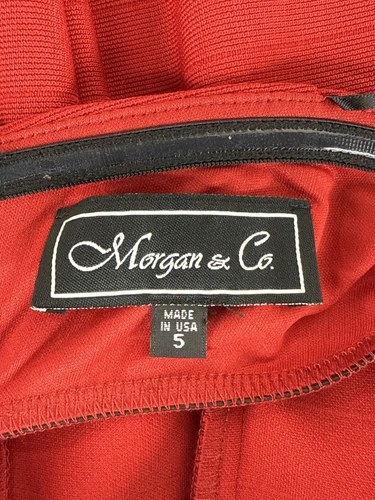 Morgan & Co.
MADE
IN USA
5